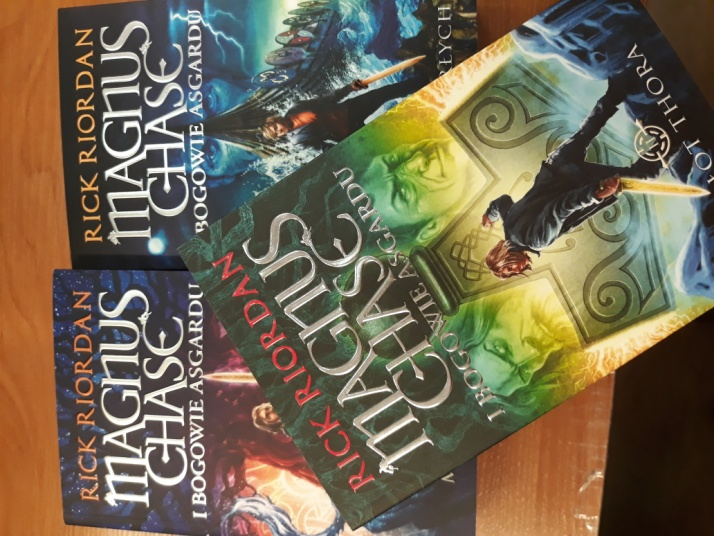 RICK RIORDAN
MAGNUS
CHASE
I BOGOWIE ASGARDU
RICK RIORDAN
MAGNUS
CHASE
BOGOWIE ASGARDU
RICK RIORDAN
MAGNUS
CHASE
I BOGOWIE ASGARDU
THORA